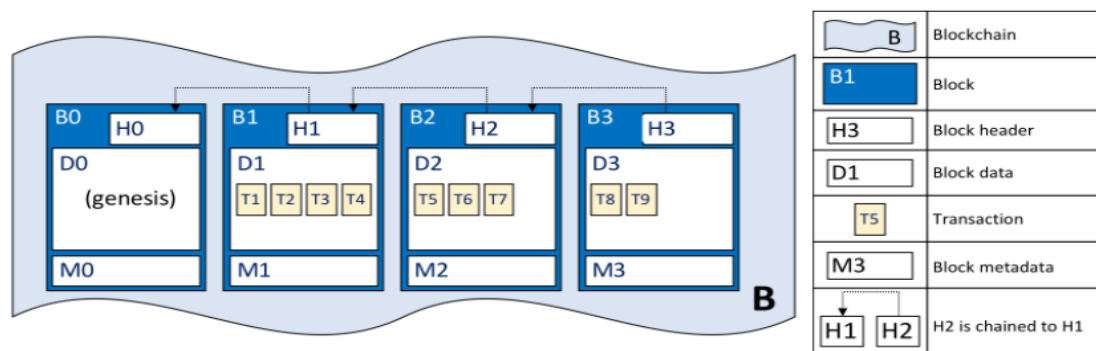 B0 H0
D0
(genesis)
M0
B1 H1
D1
T1 T2 T3 T4
M1
B2 H2
D2
T5 T6 T7
M2
B3 H3
D3
T8 T9
M3
B
B Blockchain
B1 Block
H3 Block header
D1 Block data
T5 Transaction
M3 Block metadata
H1 H2 H2 is chained to H1